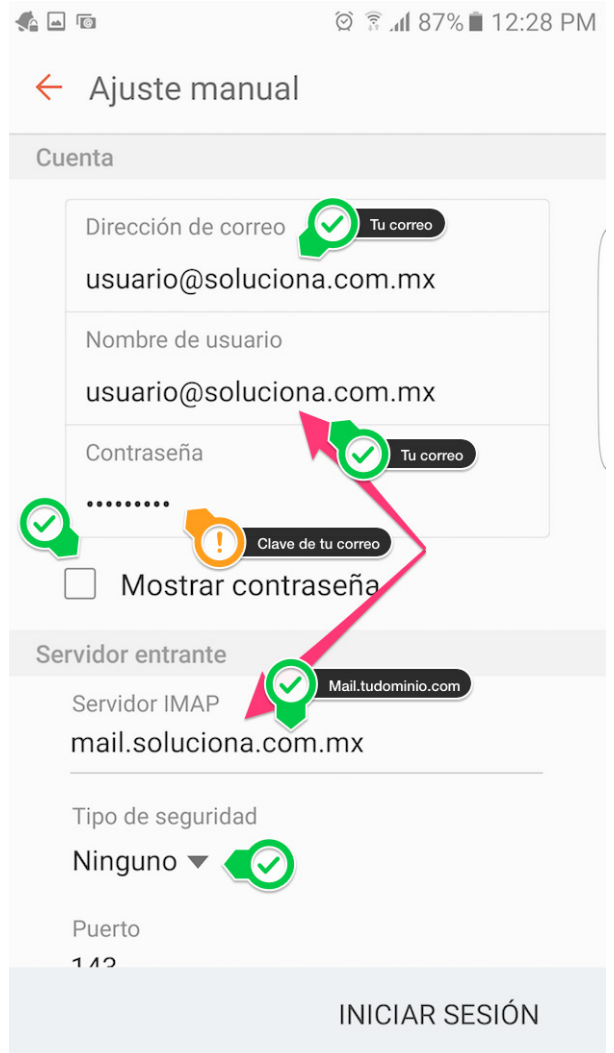 87% 12:28 PM
Ajuste manual
Cuenta
Dirección de correo
Tu correo
usuario@soluciona.com.mx
Nombre de usuario
usuario@soluciona.com.mx
Contraseña
Tu correo
•••••••••
Clave de tu correo
Mostrar contraseña
Servidor entrante
Mail.tudominio.com
Servidor IMAP
mail.soluciona.com.mx
Tipo de seguridad
Ninguno
Puerto
143
INICIAR SESIÓN